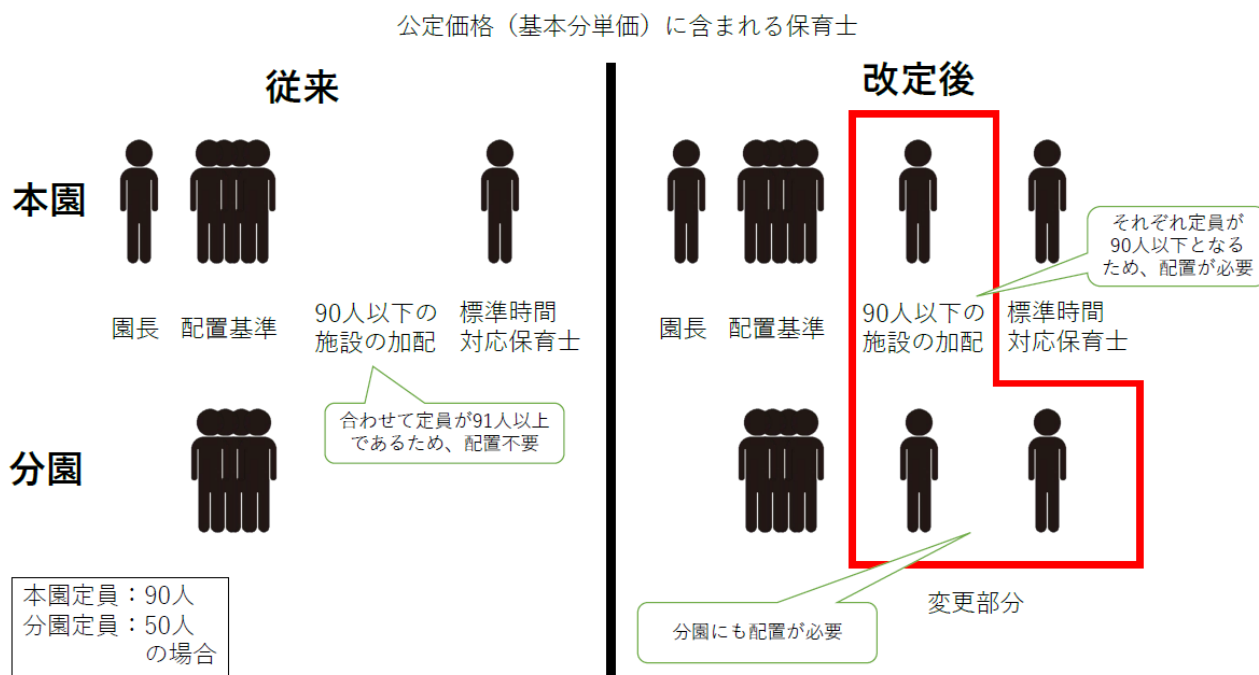 公定価格（基本分単価）に含まれる保育士
従来
本園
園長
配置基準
90人以下の
施設の加配
標準時間
対応保育士
合わせて定員が91人以上
であるため、配置不要
分園
本園定員：90人
分園定員：50人
の場合
改定後
それぞれ定員が
90人以下となる
ため、配置が必要
園長
配置基準
90人以下の
施設の加配
標準時間
対応保育士
変更部分
分園にも配置が必要